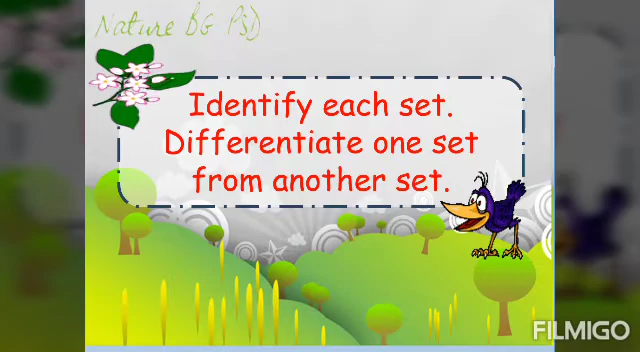 Nature BG PSD
Identify each set.
Differentiate one set
from another set.
FILMIGO